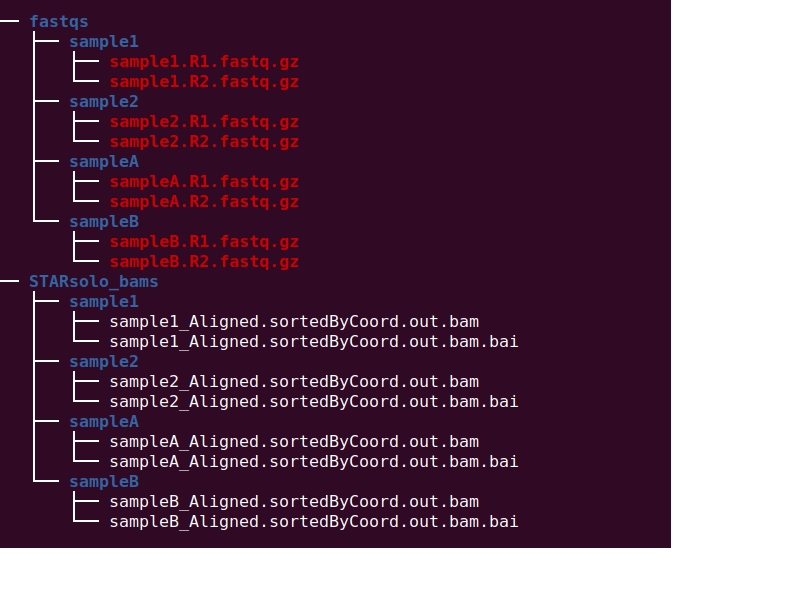 fastqs
sample1
sample1.R1.fastq.gz
sample1.R2.fastq.gz
sample2
sample2.R1.fastq.gz
sample2.R2.fastq.gz
sampleA
sampleA.R1.fastq.gz
sampleA.R2.fastq.gz
sampleB
sampleB.R1.fastq.gz
sampleB.R2.fastq.gz
STARsolo_bams
sample1
sample1_Aligned.sortedByCoord.out.bam
sample1_Aligned.sortedByCoord.out.bam.bai
sample2
sample2_Aligned.sortedByCoord.out.bam
sample2_Aligned.sortedByCoord.out.bam.bai
sampleA
sampleA_Aligned.sortedByCoord.out.bam
sampleA_Aligned.sortedByCoord.out.bam.bai
sampleB
sampleB_Aligned.sortedByCoord.out.bam
sampleB_Aligned.sortedByCoord.out.bam.bai